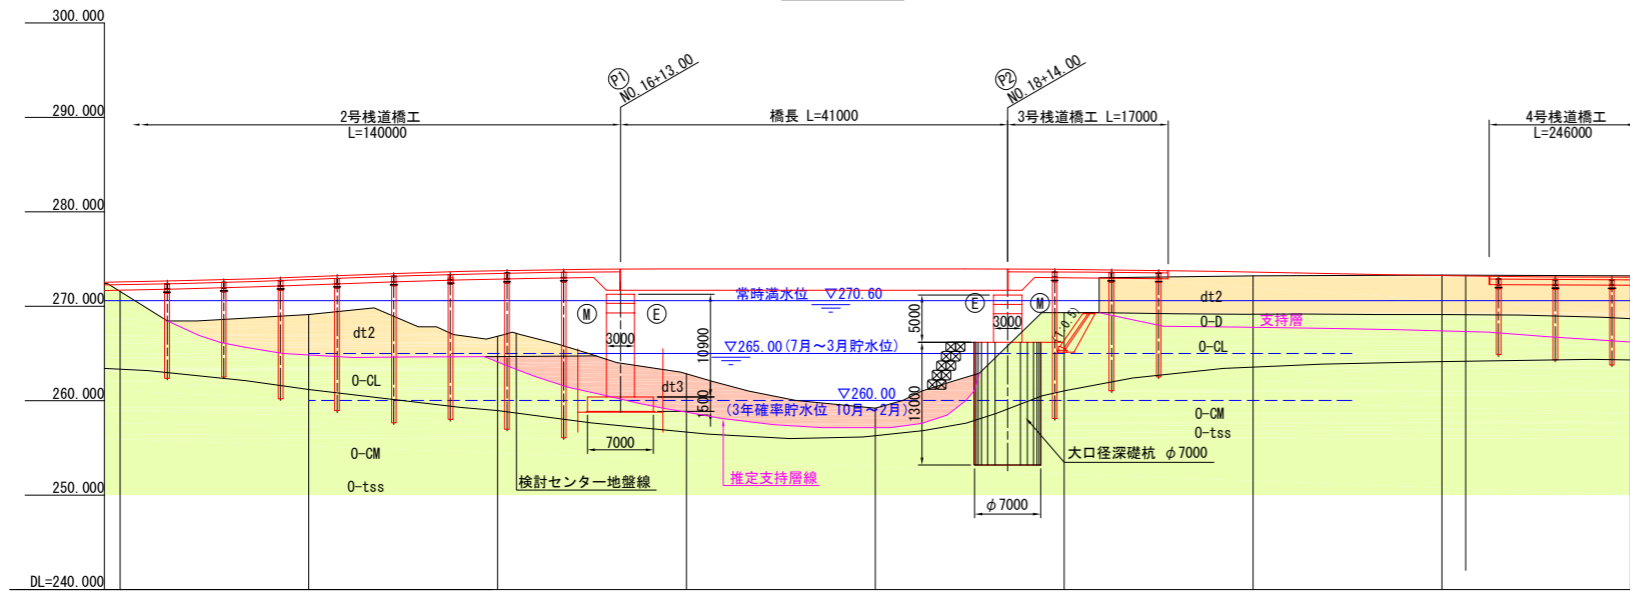 300.000
290.000
280.000
270.000
260.000
250.000
DL=240.000
P1
NO.16+13.00
P2
NO.18+14.00
2号桟道橋工
L=140000
橋長 L=41000
3号桟道橋工 L=17000
4号桟道橋工
L=246000
常時満水位 ▽270.60
▽265.00(7月～3月貯水位)
▽260.00
(3年確率貯水位 10月～2月)
M
E
E
M
3000
10900
1500
7000
5000
3000
13000
φ7000
(1:0.5)
dt2
O-CL
O-CM
O-tss
dt3
dt2
O-D
支持層
O-CL
O-CM
O-tss
大口径深礎杭 φ7000
検討センター地盤線
推定支持層線